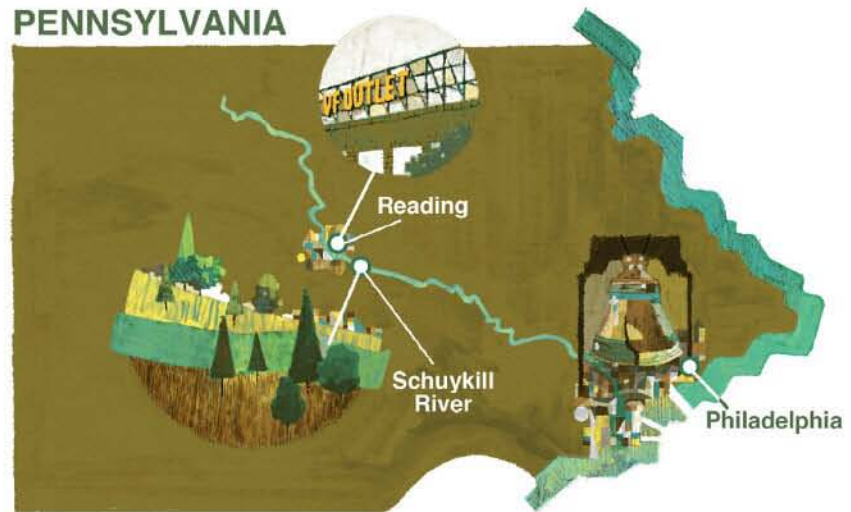 PENNSYLVANIA
VF OUTLET
Reading
Schuykill
River
Philadelphia